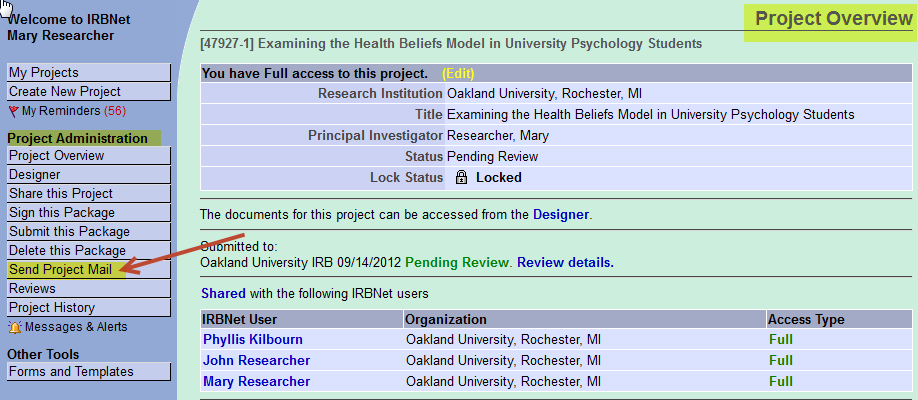 Welcome to IRBNet
Mary Researcher
My Projects
Create New Project
My Reminders (56)
Project Administration
Project Overview
Designer
Share this Project
Sign this Package
Submit this Package
Delete this Package
Send Project Mail
Reviews
Project History
Messages & Alerts
Other Tools
Forms and Templates
Project Overview
[47927-1] Examining the Health Beliefs Model in University Psychology Students
You have Full access to this project. (Edit)
Research Institution Oakland University, Rochester, MI
Title Examining the Health Beliefs Model in University Psychology Students
Principal Investigator Researcher, Mary
Status Pending Review
Lock Status Locked
The documents for this project can be accessed from the Designer.
Submitted to:
Oakland University IRB 09/14/2012 Pending Review. Review details.
Shared with the following IRBNet users
IRBNet User Organization Access Type
Phyllis Kilbourn Oakland University, Rochester, MI Full
John Researcher Oakland University, Rochester, MI Full
Mary Researcher Oakland University, Rochester, MI Full